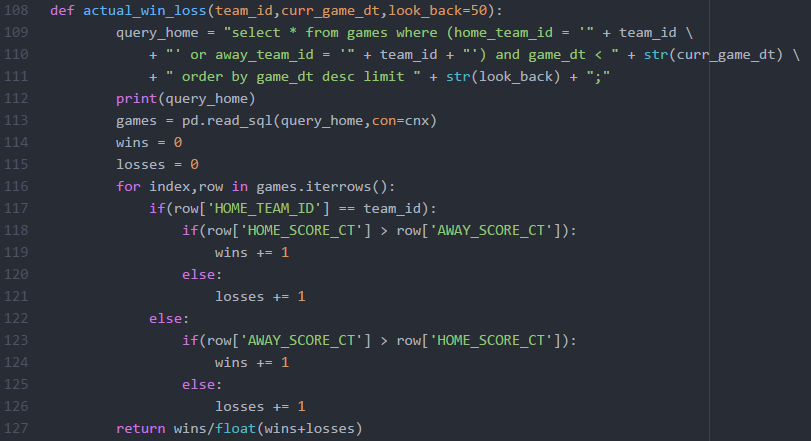 108 def actual_win_loss(team_id,curr_game_dt,look_back=50):
109         query_home = "select * from games where (home_team_id = '" + team_id \
110             + "' or away_team_id = '" + team_id + "') and game_dt < " + str(curr_game_dt) \
111             + " order by game_dt desc limit " + str(look_back) + ";"
112         print(query_home)
113         games = pd.read_sql(query_home,con=cnx)
114         wins = 0
115         losses = 0
116         for index,row in games.iterrows():
117             if(row['HOME_TEAM_ID'] == team_id):
118                 if(row['HOME_SCORE_CT'] > row['AWAY_SCORE_CT']):
119                     wins += 1
120                 else:
121                     losses += 1
122             else:
123                 if(row['AWAY_SCORE_CT'] > row['HOME_SCORE_CT']):
124                     wins += 1
125                 else:
126                     losses += 1
127         return wins/float(wins+losses)